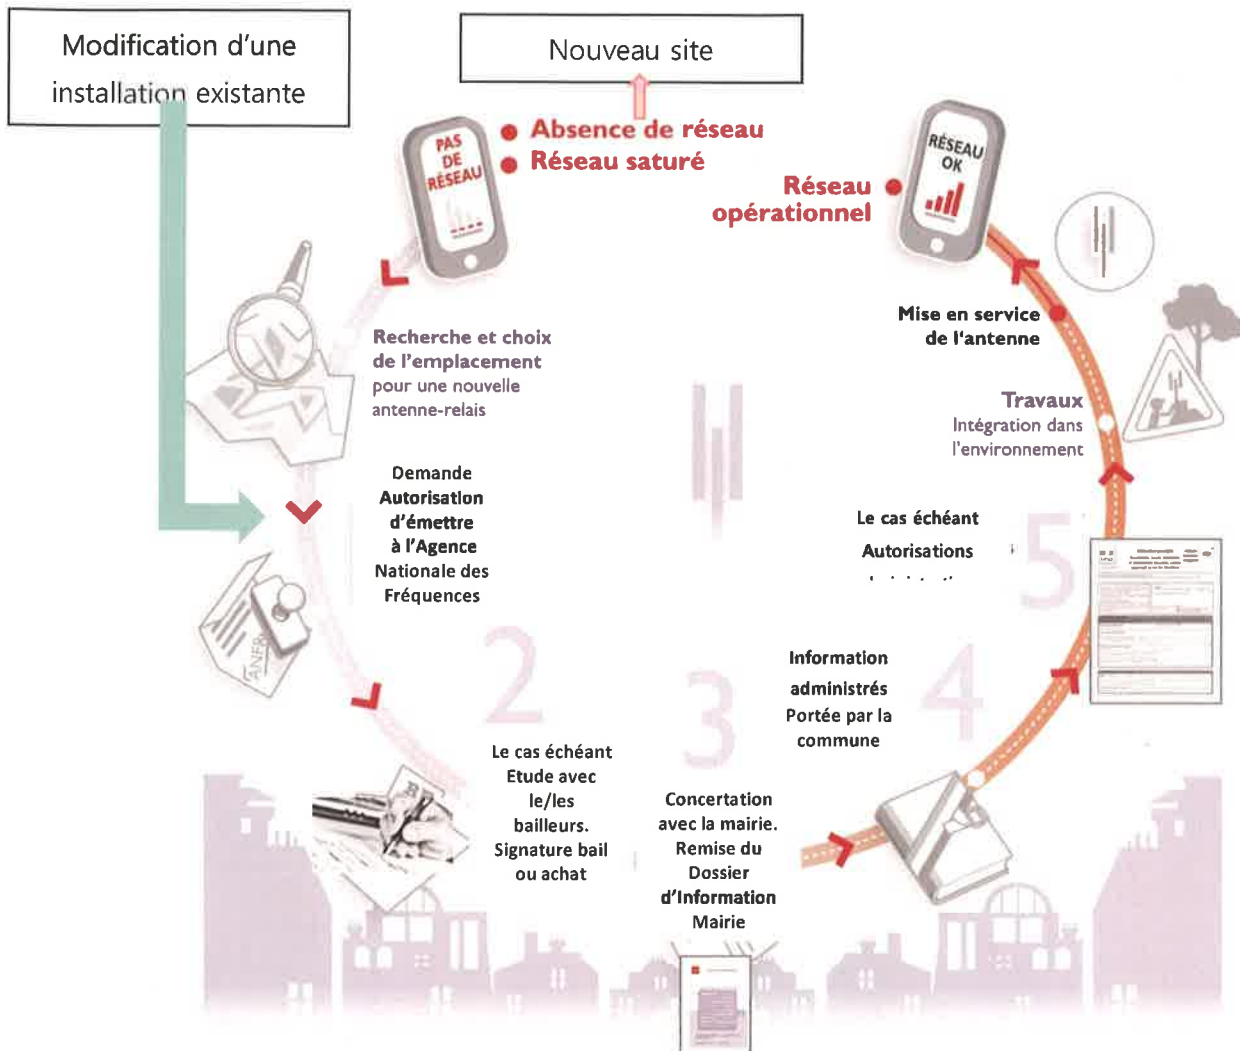 Modification d'une
installation existante
Nouveau site
PAS
DE
RÉSEAU
Absence de réseau
Réseau saturé
RÉSEAU
OK
Réseau
opérationnel
Recherche et choix
de l'emplacement
pour une nouvelle
antenne-relais
Mise en service
de l'antenne
Travaux
Intégration dans
l'environnement
Demande
Autorisation
d'émettre
à l'Agence
Nationale des
Fréquences
ANFR
Le cas échéant
Autorisations
5
2
Le cas échéant
Etude avec
le/les
bailleurs.
Signature bail
ou achat
3
Concertation
avec la mairie.
Remise du
Dossier
d'Information
Mairie
4
Information
administrés
Portée par la
commune